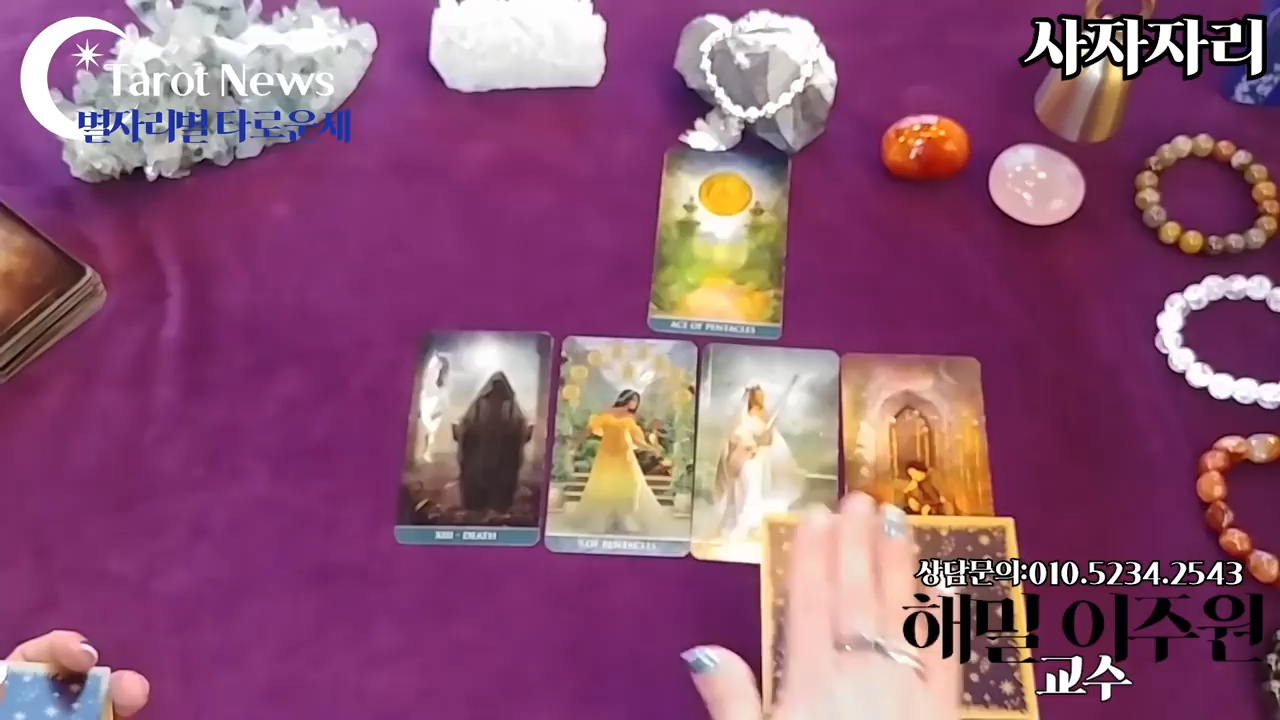 Tarot News
별자리별 타로운세
사자자리
ACE OF PENTACLES
XIII - DEATH
9 OF PENTACLES
상담문의:010.5234.2543
해밀 이주원
교수